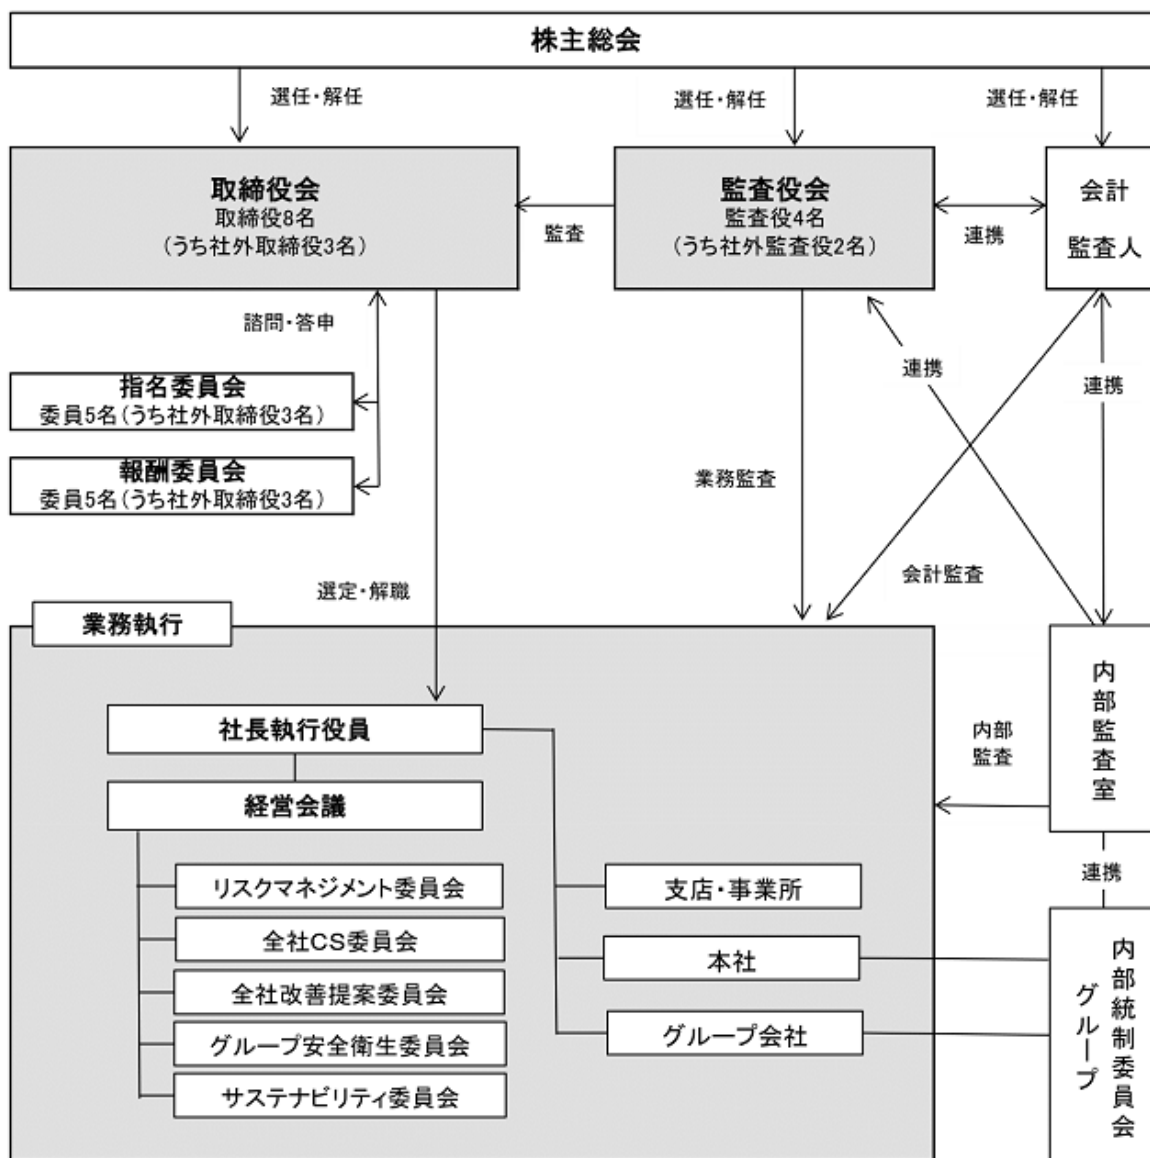 株主総会
選任・解任
選任・解任
選任・解任
取締役会
取締役8名
(うち社外取締役3名)
監査
監査役会
監査役4名
(うち社外監査役2名)
連携
会計
監査人
諮問・答申
指名委員会
委員5名(うち社外取締役3名)
報酬委員会
委員5名(うち社外取締役3名)
連携
連携
業務監査
会計監査
選定・解職
業務執行
社長執行役員
経営会議
リスクマネジメント委員会
全社CS委員会
全社改善提案委員会
グループ安全衛生委員会
サステナビリティ委員会
支店・事業所
本社
グループ会社
内部
監査
内部監査室
連携
内部統制委員会
グループ